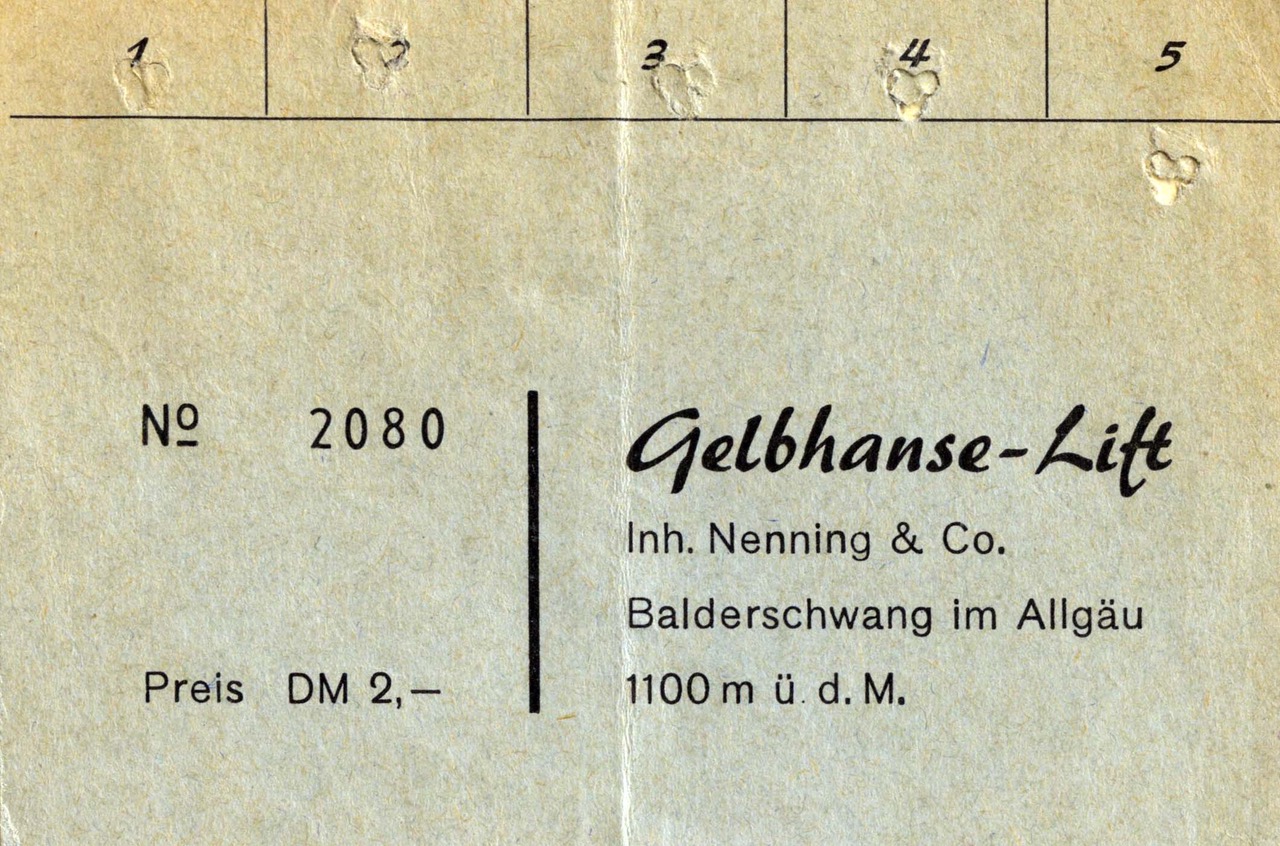 1 2 3 4 5
Nº 2080
Gelbhanse-Lift
Inh. Nenning & Co.
Balderschwang im Allgäu
Preis DM 2,—
1100 m ü. d. M.